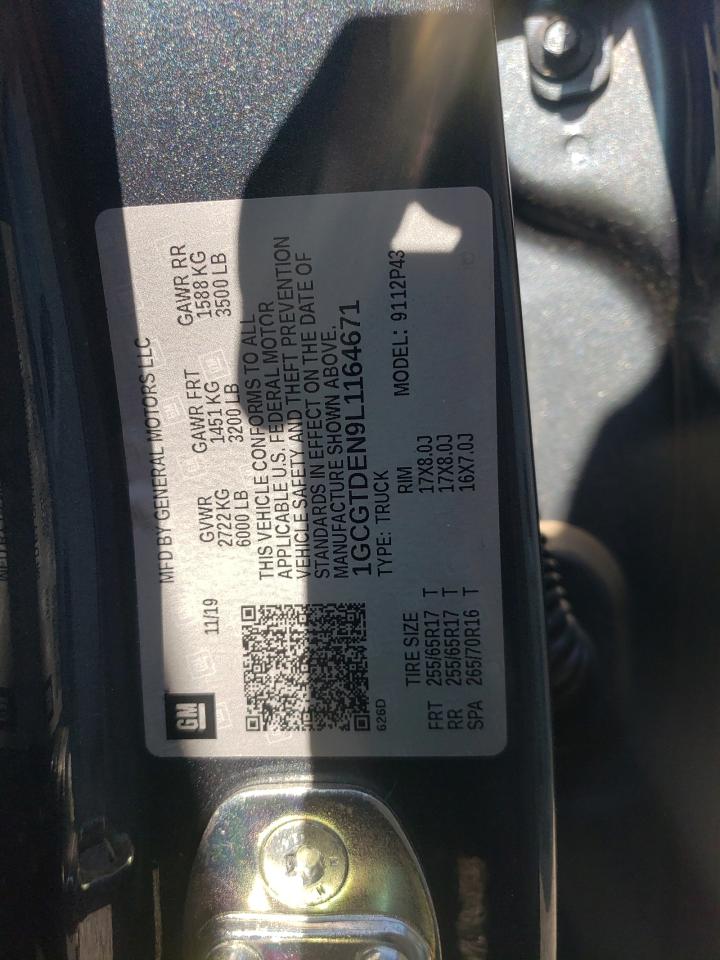 GM
MFD BY GENERAL MOTORS LLC
11/19
GVWR GAWR FRT GAWR RR
2722 KG 1451 KG 1588 KG
6000 LB 3200 LB 3500 LB
THIS VEHICLE CONFORMS TO ALL
APPLICABLE U.S. FEDERAL MOTOR
VEHICLE SAFETY AND THEFT PREVENTION
STANDARDS IN EFFECT ON THE DATE OF
MANUFACTURE SHOWN ABOVE.
1GCGTDEN9L1164671
626D
TYPE: TRUCK MODEL: 9112P43
TIRE SIZE RIM
FRT 255/65R17 T 17X8.0J
RR 255/65R17 T 17X8.0J
SPA 265/70R16 T 16X7.0J